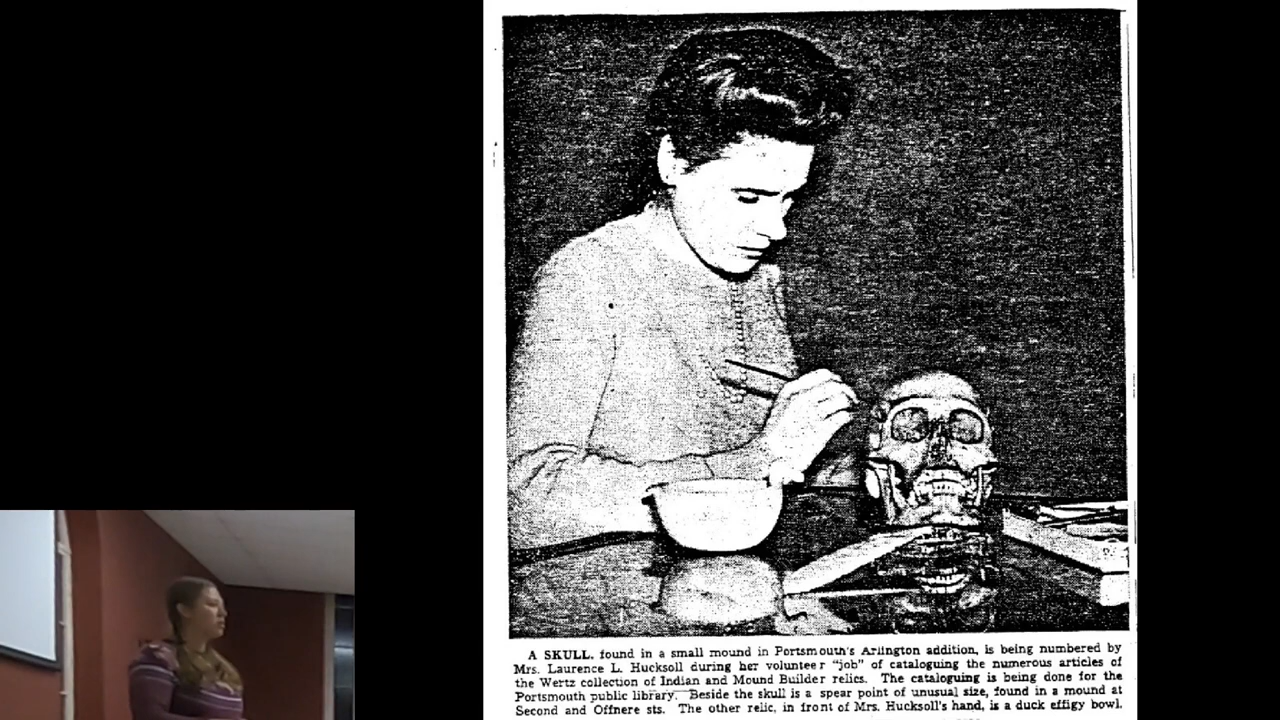 A SKULL, found in a small mound in Portsmouth's Arlington addition, is being numbered by
Mrs. Laurence L. Hucksoll during her volunteer "job" of cataloguing the numerous articles of
the Wertz collection of Indian and Mound Builder relics. The cataloguing is being done for the
Portsmouth public library. Beside the skull is a spear point of unusual size, found in a mound at
Second and Offnere sts. The other relic, in front of Mrs. Hucksoll's hand, is a duck effigy bowl.